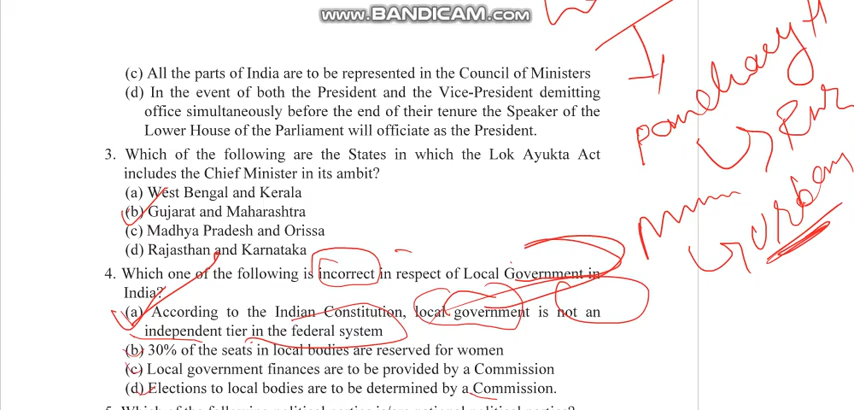 www.BANDICAM.com
(c) All the parts of India are to be represented in the Council of Ministers
(d) In the event of both the President and the Vice-President demitting
office simultaneously before the end of their tenure the Speaker of the
Lower House of the Parliament will officiate as the President.
3. Which of the following are the States in which the Lok Ayukta Act
includes the Chief Minister in its ambit?
(a) West Bengal and Kerala
(b) Gujarat and Maharashtra
(c) Madhya Pradesh and Orissa
(d) Rajasthan and Karnataka
4. Which one of the following is incorrect in respect of Local Government in
India?
(a) According to the Indian Constitution, local government is not an
independent tier in the federal system
(b) 30% of the seats in local bodies are reserved for women
(c) Local government finances are to be provided by a Commission
(d) Elections to local bodies are to be determined by a Commission.
urban